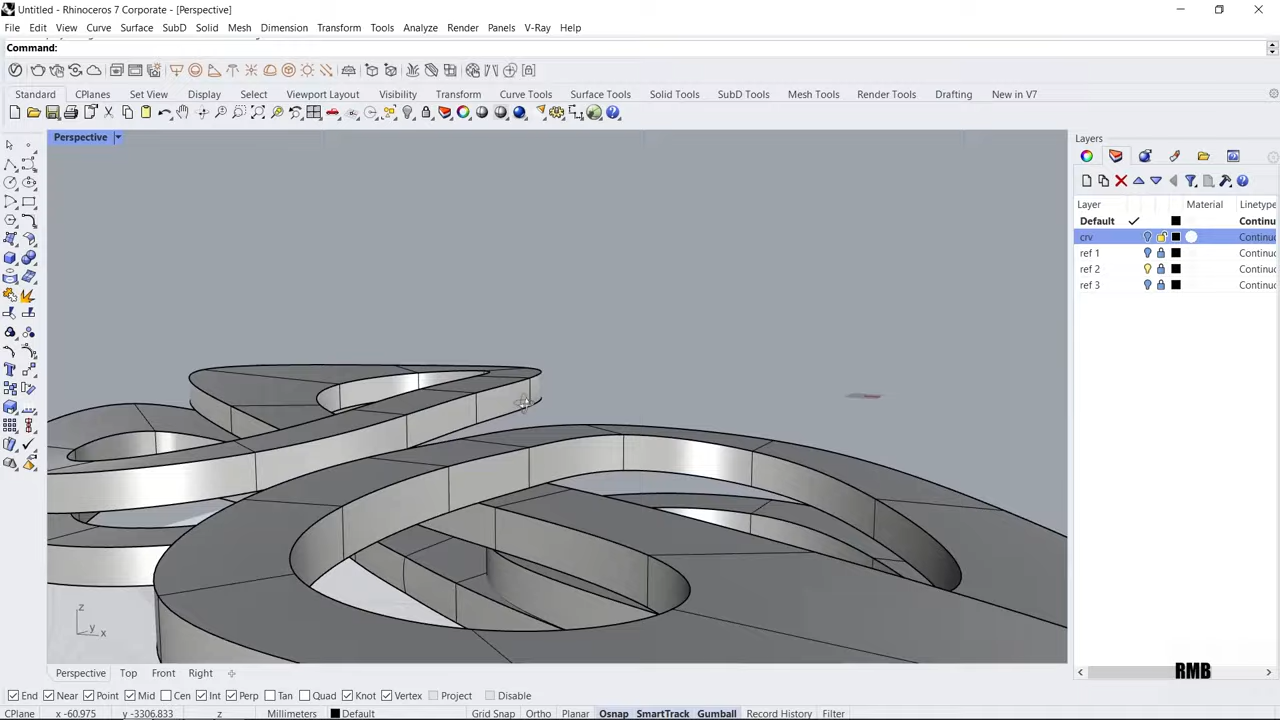 Untitled - Rhinoceros 7 Corporate - [Perspective]
File Edit View Curve Surface Solid SubD Mesh Dimension Transform Tools Analyze Render Panels V-Ray Help
Command:
Standard CPlanes Set View Display Select Viewport Layout Visibility Transform Curve Tools Surface Tools Solid Tools SubD Tools Mesh Tools Render Tools Drafting New in V7
Perspective
Layers
Layer Material Linetype
Default Continuc
crv Continuc
ref 1 Continuc
ref 2 Continuc
ref 3 Continuc
z
y
x
RMB
Perspective Top Front Right
End Near Point Mid Cen Int Perp Tan Quad Knot Vertex Project Disable
CPlane x -60.975 y -3306.833 z Millimeters Default Grid Snap Ortho Planar Osnap SmartTrack Gumball Record History Filter